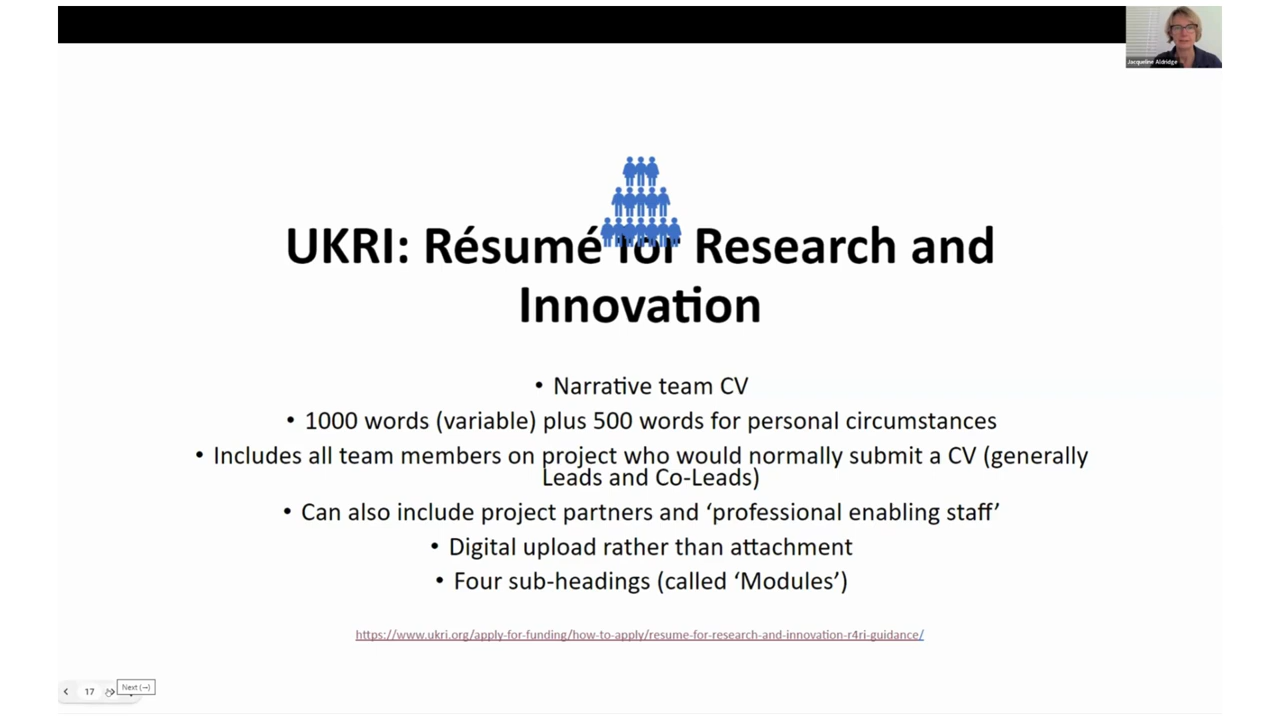 Jacqueline Aldridge
UKRI: Résumé for Research and
Innovation
• Narrative team CV
• 1000 words (variable) plus 500 words for personal circumstances
• Includes all team members on project who would normally submit a CV (generally
Leads and Co-Leads)
• Can also include project partners and ‘professional enabling staff’
• Digital upload rather than attachment
• Four sub-headings (called ‘Modules’)
https://www.ukri.org/apply-for-funding/how-to-apply/resume-for-research-and-innovation-r4ri-guidance/
17
Next (→)